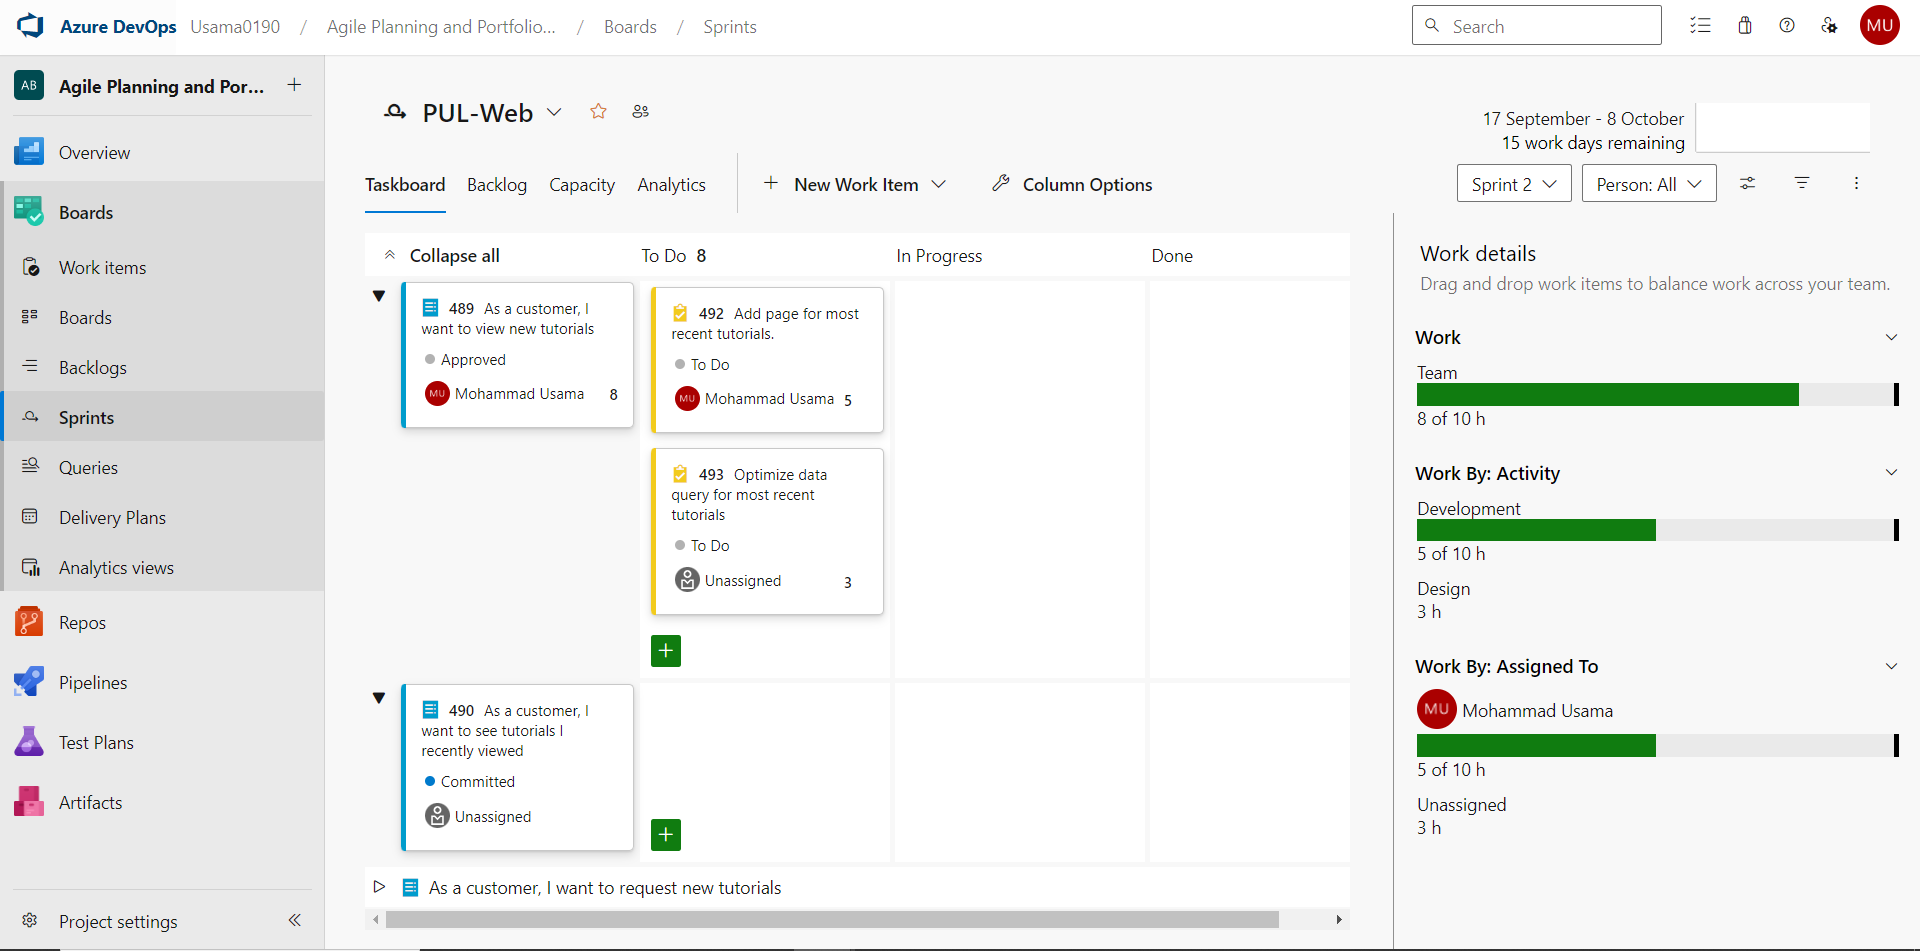 Azure DevOps Usama0190 / Agile Planning and Portfolio... / Boards / Sprints
Search
MU
AB Agile Planning and Por...
Overview
Boards
Work items
Boards
Backlogs
Sprints
Queries
Delivery Plans
Analytics views
Repos
Pipelines
Test Plans
Artifacts
Project settings
PUL-Web
17 September - 8 October
15 work days remaining
Taskboard Backlog Capacity Analytics
New Work Item
Column Options
Sprint 2
Person: All
Collapse all
To Do 8
In Progress
Done
489 As a customer, I
want to view new tutorials
Approved
MU Mohammad Usama 8
492 Add page for most
recent tutorials.
To Do
MU Mohammad Usama 5
493 Optimize data
query for most recent
tutorials
To Do
Unassigned 3
490 As a customer, I
want to see tutorials I
recently viewed
Committed
Unassigned
As a customer, I want to request new tutorials
Work details
Drag and drop work items to balance work across your team.
Work
Team
8 of 10 h
Work By: Activity
Development
5 of 10 h
Design
3 h
Work By: Assigned To
MU Mohammad Usama
5 of 10 h
Unassigned
3 h